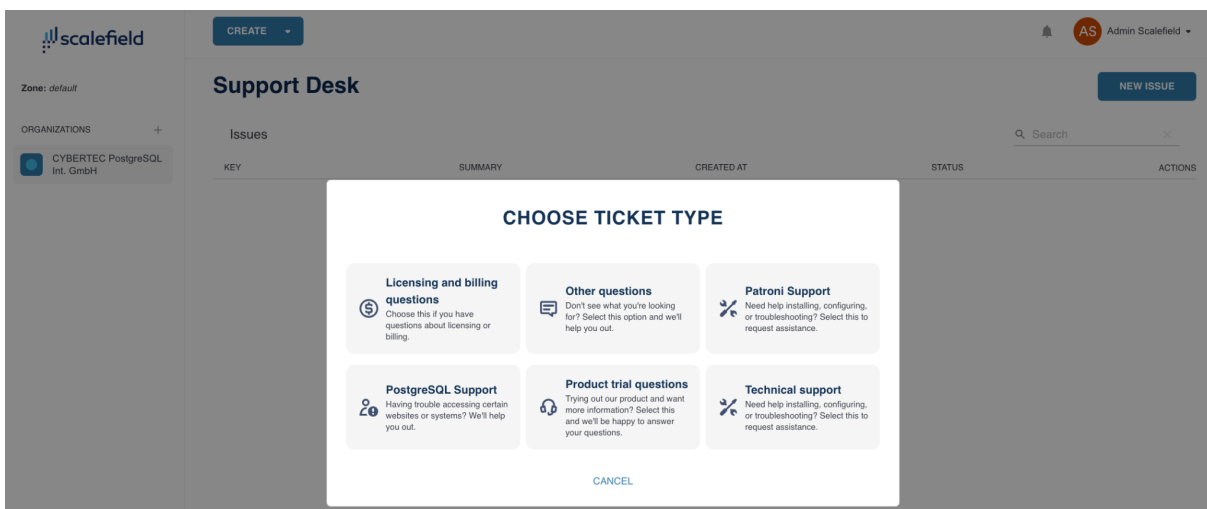 scalefield
CREATE
AS
Admin Scalefield
Zone: default
Support Desk
NEW ISSUE
ORGANIZATIONS +
Issues
Search
CYBERTEC PostgreSQL
Int. GmbH
KEY SUMMARY CREATED AT STATUS ACTIONS
CHOOSE TICKET TYPE
Licensing and billing
questions
Choose this if you have
questions about licensing or
billing.
Other questions
Don't see what you're looking
for? Select this option and we'll
help you out.
Patroni Support
Need help installing, configuring,
or troubleshooting? Select this to
request assistance.
PostgreSQL Support
Having trouble accessing certain
websites or systems? We'll help
you out.
Product trial questions
Trying out our product and want
more information? Select this
and we'll be happy to answer
your questions.
Technical support
Need help installing, configuring,
or troubleshooting? Select this to
request assistance.
CANCEL